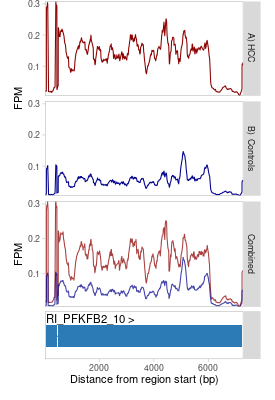 0.3
0.2
0.1
FPM
A) HCC
0.3
0.2
0.1
B) Controls
0.3
0.2
0.1
FPM
Combined
RI_PFKFB2_10 >
2000 4000 6000
Distance from region start (bp)